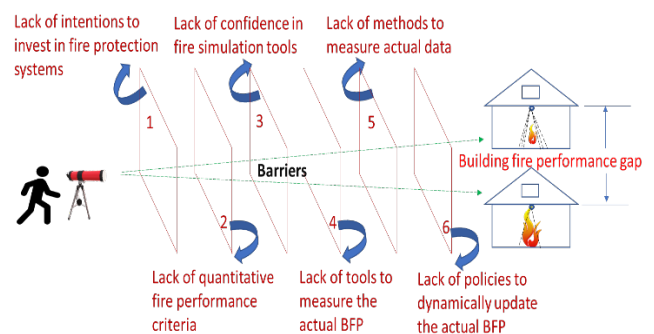 Lack of intentions to
invest in fire protection
systems
Lack of confidence in
fire simulation tools
Lack of methods to
measure actual data
1
3
5
Barriers
Building fire performance gap
2
4
6
Lack of quantitative
fire performance
criteria
Lack of tools to
measure the
actual BFP
Lack of policies to
dynamically update
the actual BFP